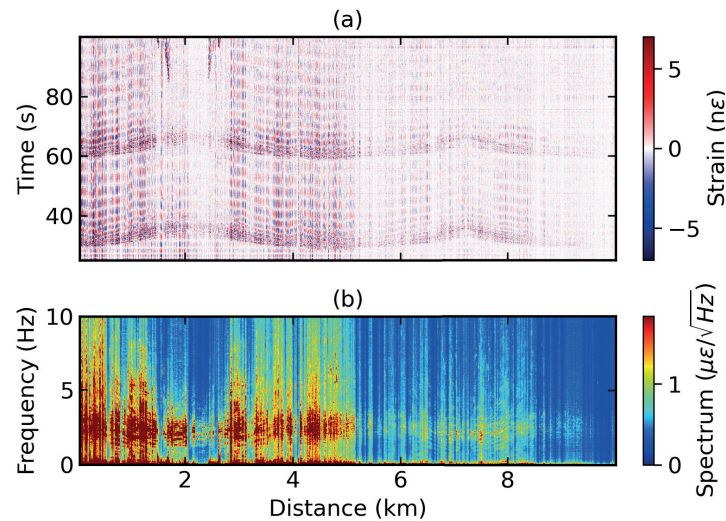 (a)
80
60
40
Time (s)
5
0
−5
Strain (nε)
(b)
10
5
0
Frequency (Hz)
2
4
6
8
Distance (km)
1
0
Spectrum (με/√Hz)